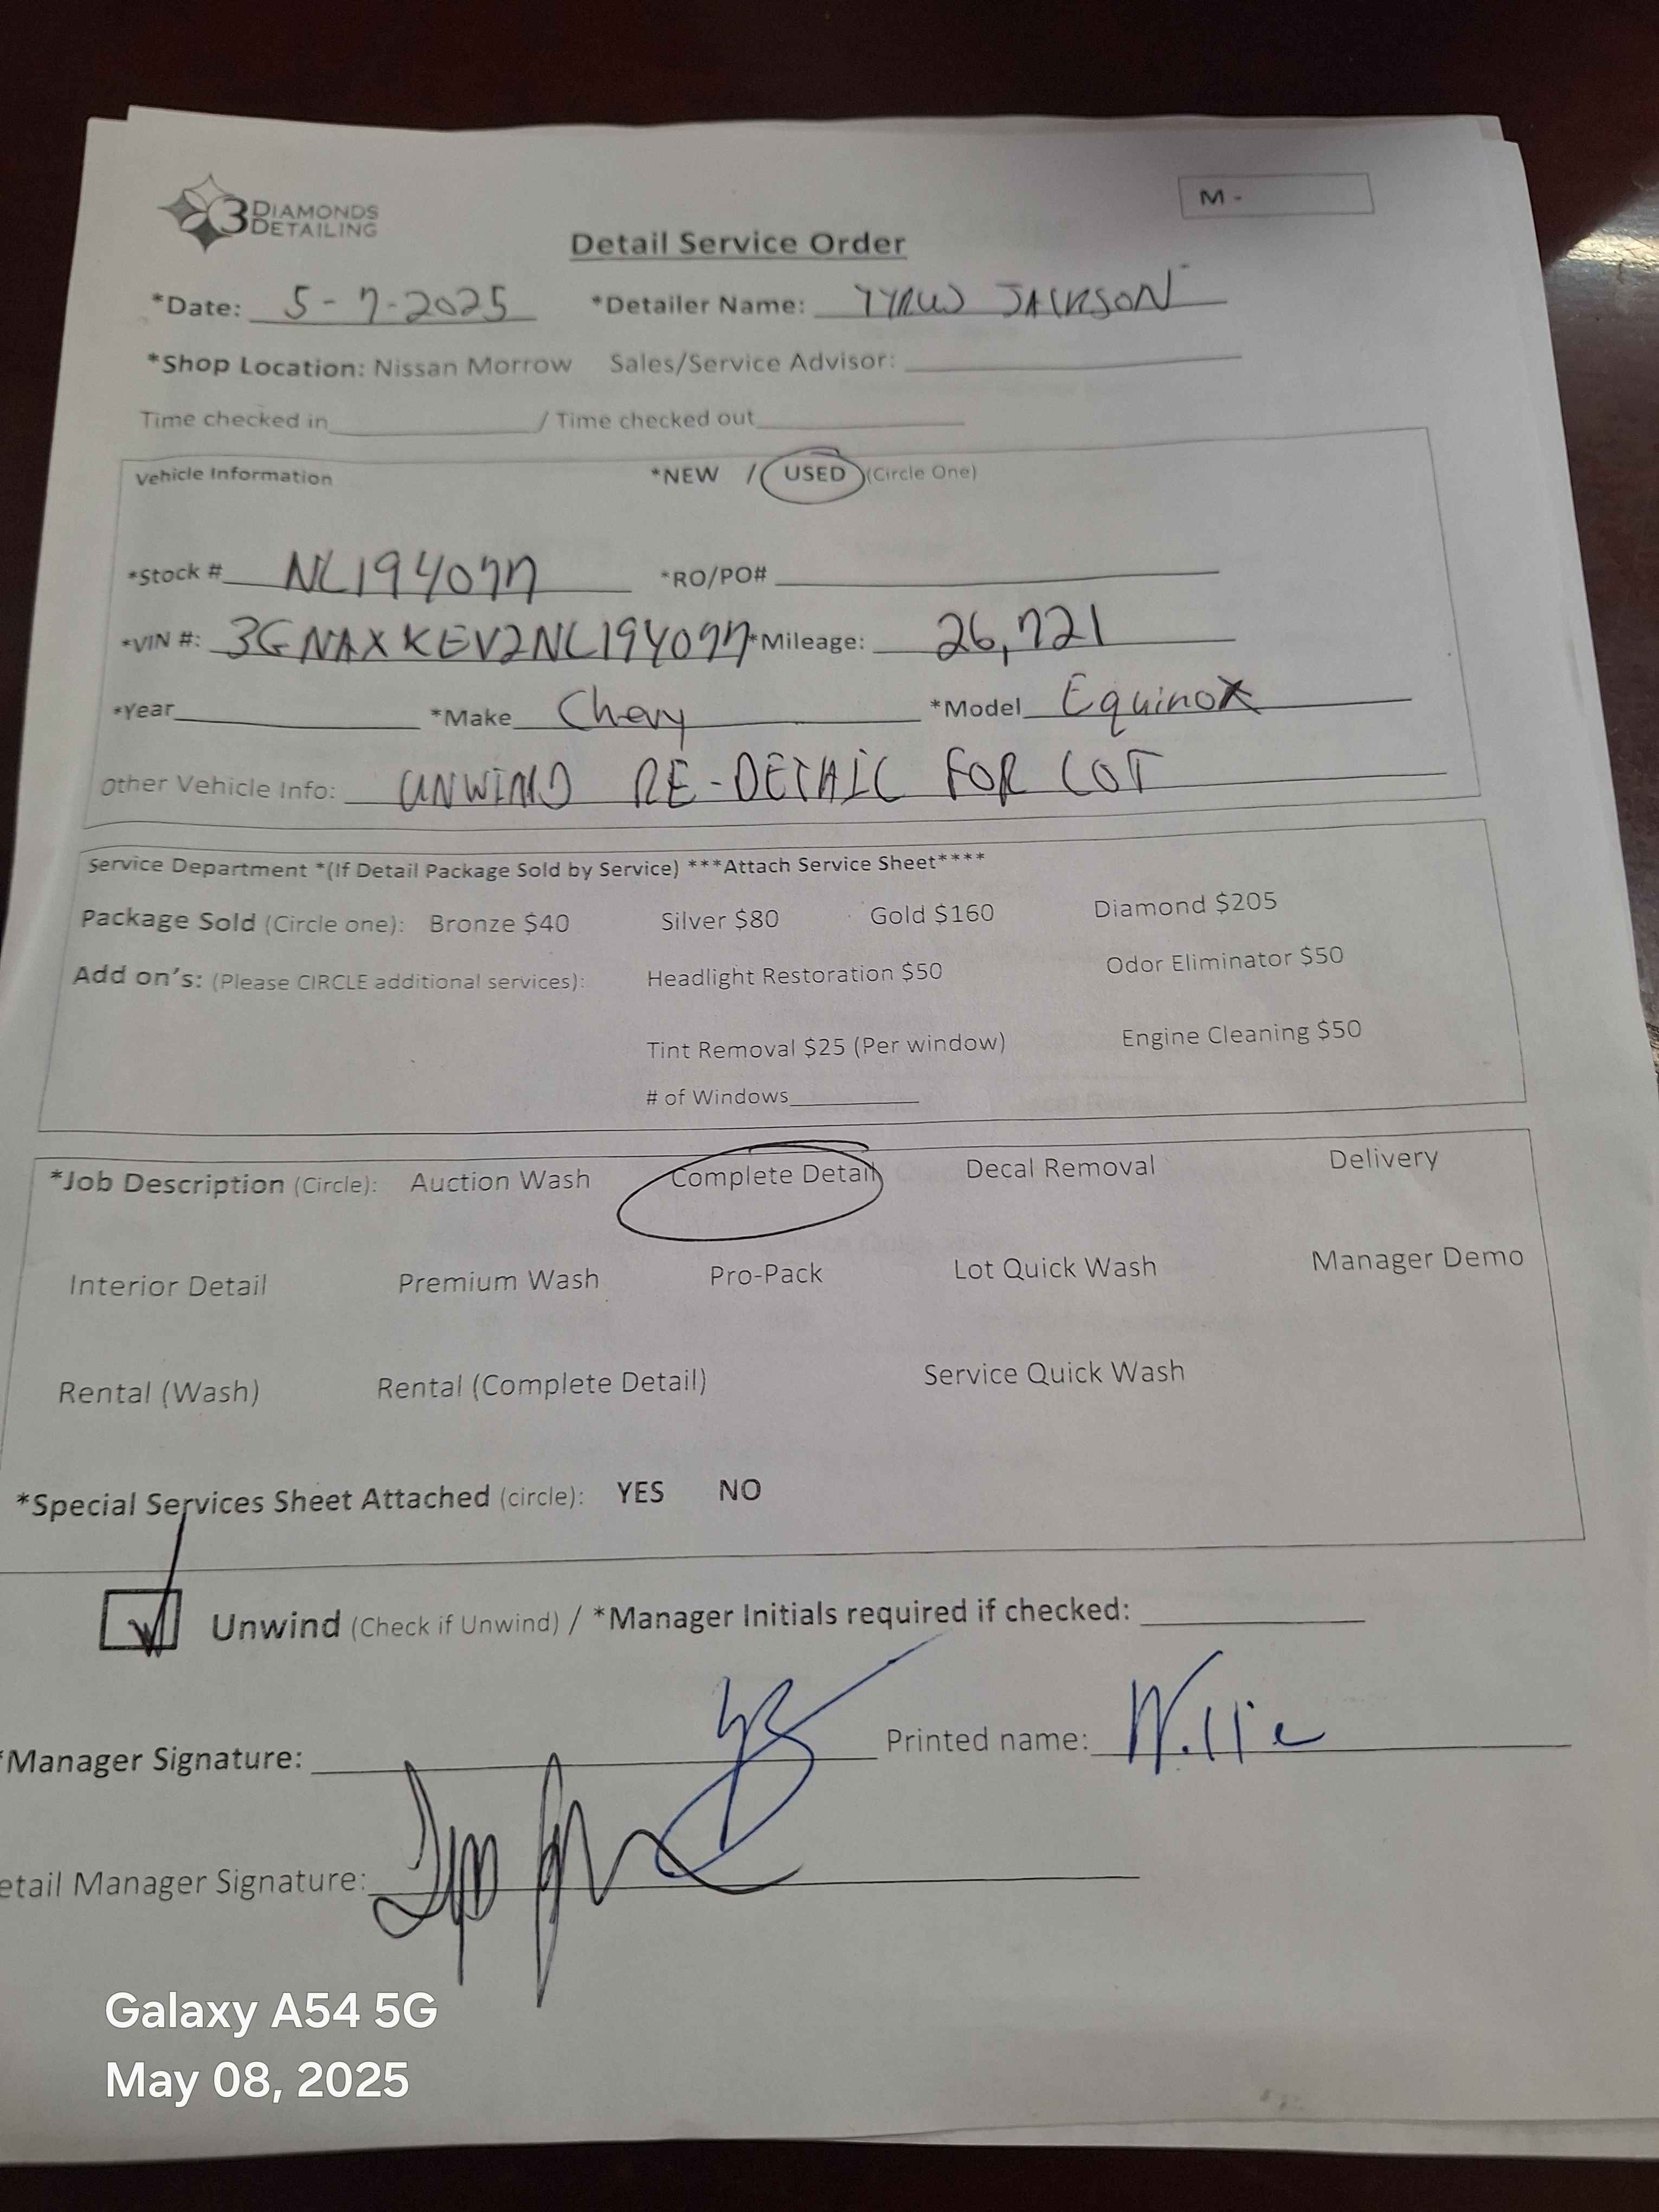 3 DIAMONDS DETAILING
M -
Detail Service Order
*Date: 5-7-2025 *Detailer Name: TYRUS JACKSON
*Shop Location: Nissan Morrow Sales/Service Advisor:
Time checked in / Time checked out
Vehicle Information *NEW / USED (Circle One)
*Stock # NL194077 *RO/PO#
*VIN #: 3GNAXKEV2NL194077 *Mileage: 26,721
*Year *Make Chevy *Model Equinox
Other Vehicle Info: UNWIND RE-DETAIL FOR LOT
Service Department *(If Detail Package Sold by Service) ***Attach Service Sheet****
Package Sold (Circle one): Bronze $40 Silver $80 Gold $160 Diamond $205
Add on's: (Please CIRCLE additional services): Headlight Restoration $50 Odor Eliminator $50
Tint Removal $25 (Per window) Engine Cleaning $50
# of Windows
*Job Description (Circle): Auction Wash Complete Detail Decal Removal Delivery
Interior Detail Premium Wash Pro-Pack Lot Quick Wash Manager Demo
Rental (Wash) Rental (Complete Detail) Service Quick Wash
*Special Services Sheet Attached (circle): YES NO
Unwind (Check if Unwind) / *Manager Initials required if checked:
*Manager Signature: Printed name: Willie
etail Manager Signature:
Galaxy A54 5G
May 08, 2025